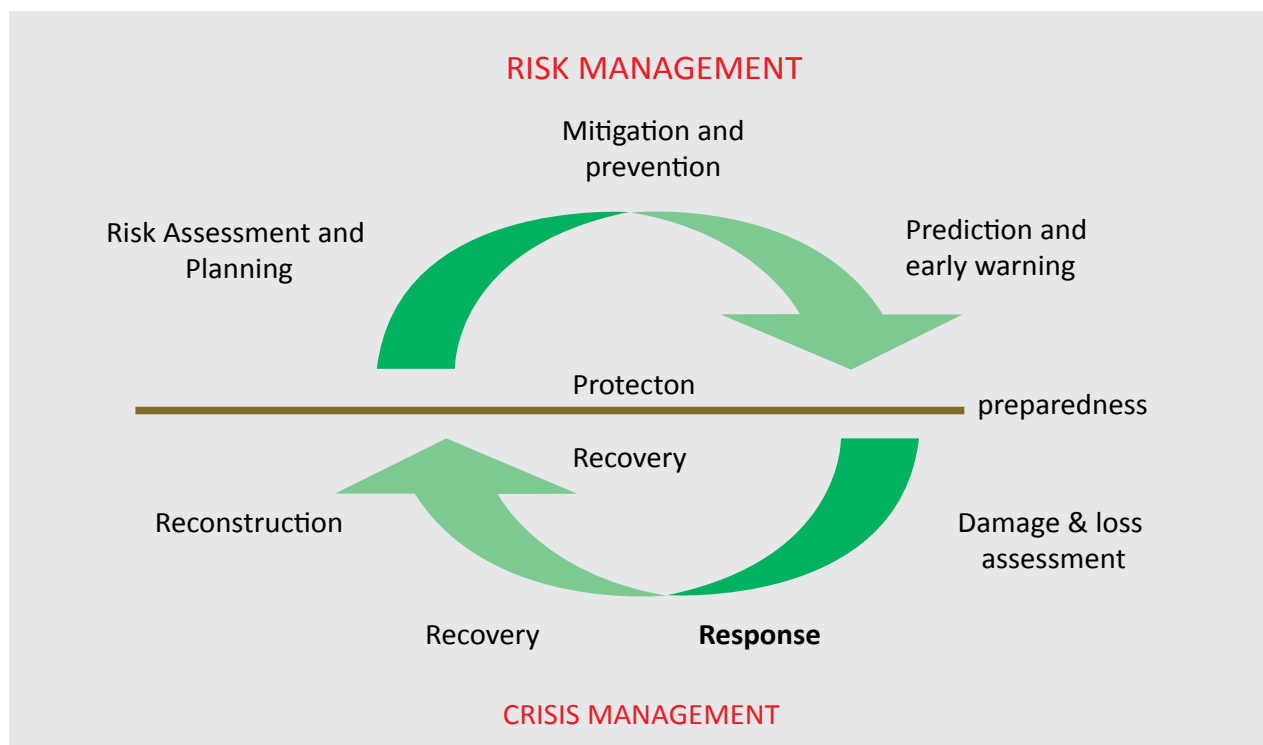 RISK MANAGEMENT
Mitigation and
prevention
Risk Assessment and
Planning
Prediction and
early warning
Protecton
preparedness
Recovery
Reconstruction
Damage & loss
assessment
Recovery
Response
CRISIS MANAGEMENT